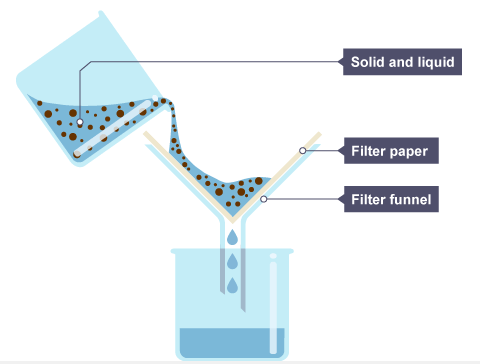 Solid and liquid
Filter paper
Filter funnel